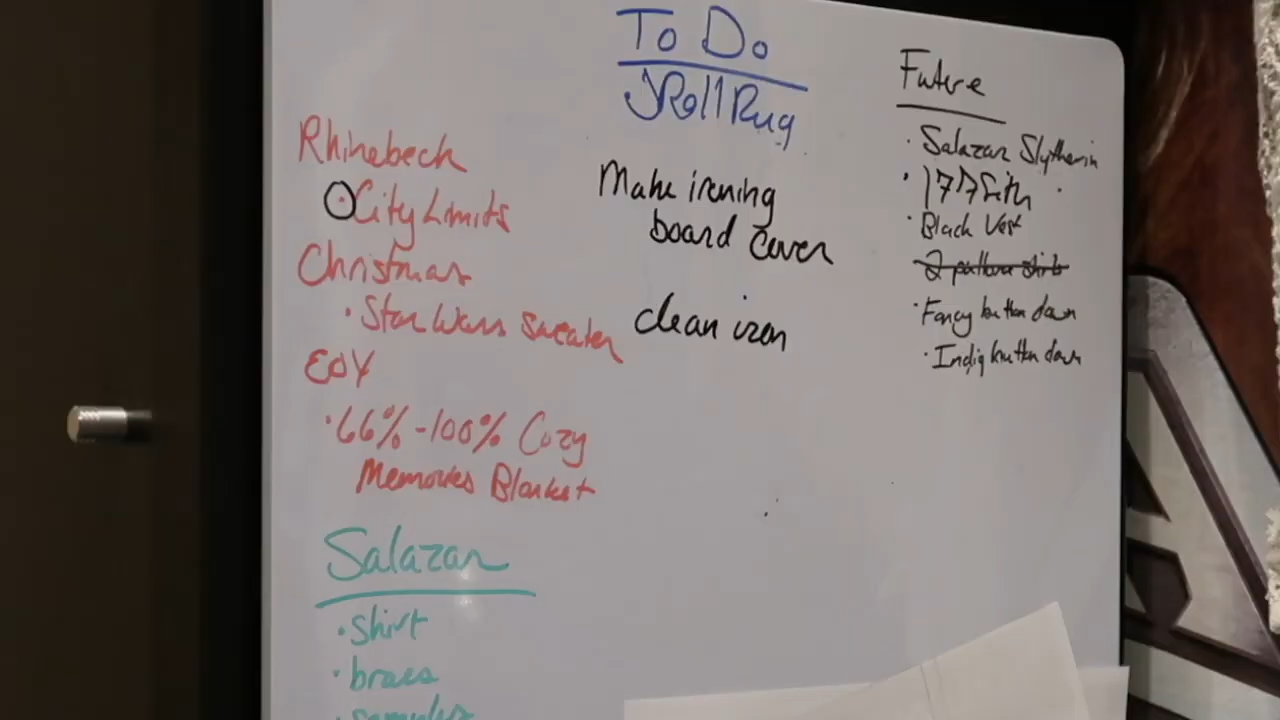 To Do
Roll Rug
Rhinebeck
City Limits
Christmas
• Star Wars Sweater
EOY
• 66% - 100% Cozy
Memories Blanket
Salazar
• Shirt
• bracs
Make ironing
board cover
clean iron
Future
• Salazar Slytherin
• Black Vest
• Fancy button down
• Indig button down